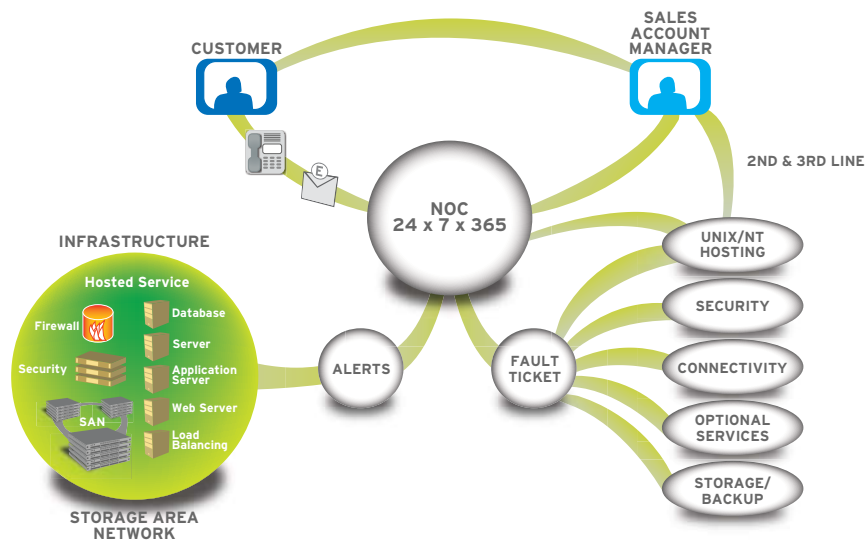 CUSTOMER
SALES
ACCOUNT
MANAGER
E
2ND & 3RD LINE
NOC
24 x 7 x 365
INFRASTRUCTURE
Hosted Service
Firewall
Security
SAN
Database
Server
Application
Server
Web Server
Load
Balancing
STORAGE AREA
NETWORK
ALERTS
FAULT
TICKET
UNIX/NT
HOSTING
SECURITY
CONNECTIVITY
OPTIONAL
SERVICES
STORAGE/
BACKUP